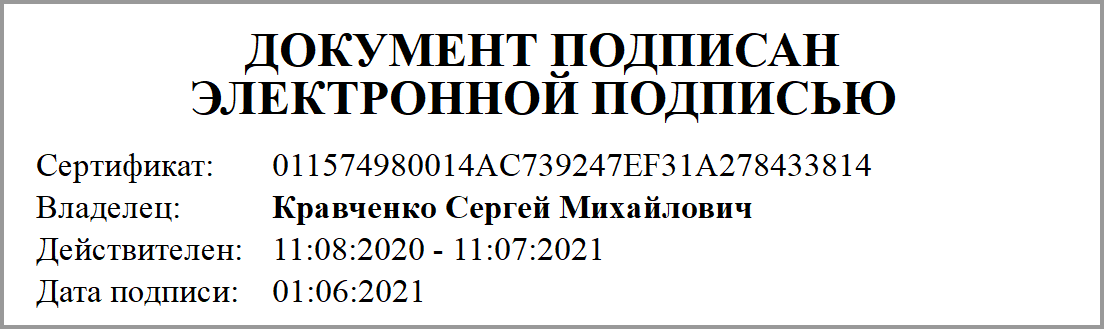 ДОКУМЕНТ ПОДПИСАН
ЭЛЕКТРОННОЙ ПОДПИСЬЮ
Сертификат: 011574980014AC739247EF31A278433814
Владелец: Кравченко Сергей Михайлович
Действителен: 11:08:2020 - 11:07:2021
Дата подписи: 01:06:2021